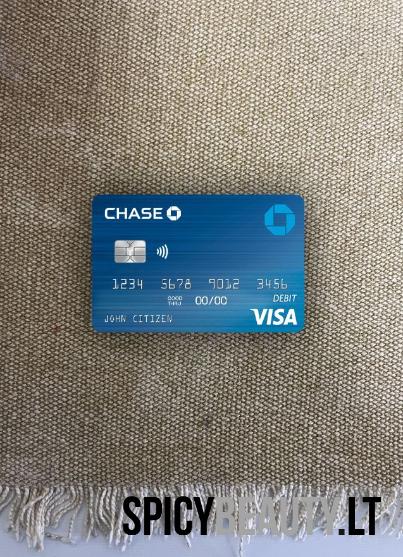 CHASE
1234 5678 9012 3456
GOOD THRU 00/00 DEBIT
JOHN CITIZEN VISA
SPICYBEAUTY.LT